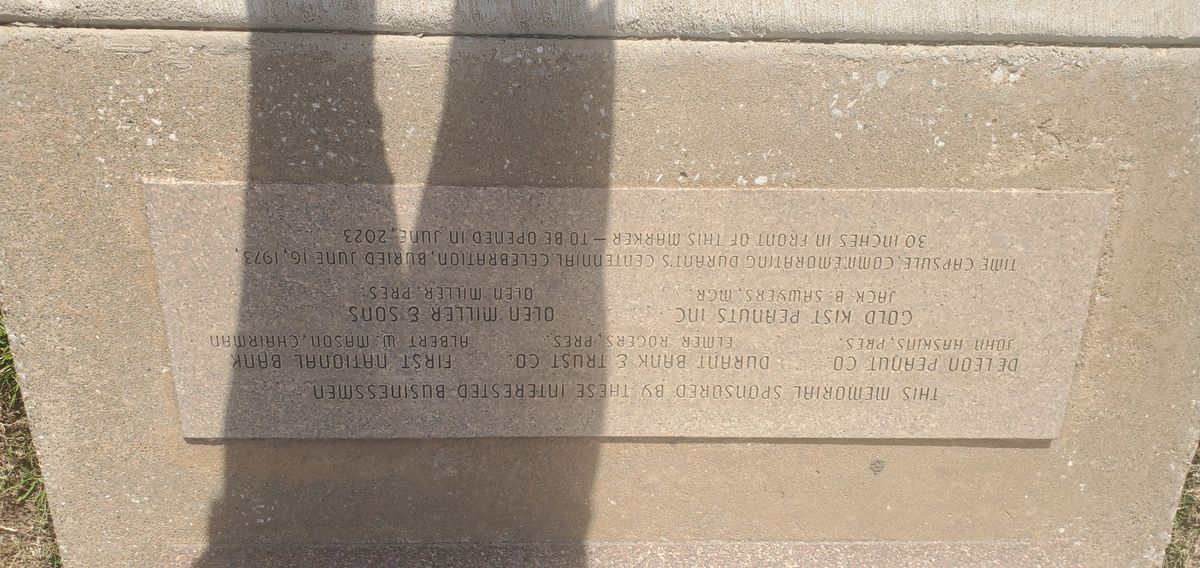 THIS MEMORIAL SPONSORED BY THESE INTERESTED BUSINESSMEN
DE LEON PEANUT CO. DURANT BANK & TRUST CO. FIRST NATIONAL BANK
JOHN HASKINS, PRES. ELMER ROGERS, PRES. ALBERT W. MASON, CHAIRMAN
GOLD KIST PEANUTS INC. OLEN MILLER & SONS
JACK B. SAWYERS, MGR. OLEN MILLER, PRES.
TIME CAPSULE, COMMEMORATING DURANT'S CENTENNIAL CELEBRATION, BURIED JUNE 16, 1973,
30 INCHES IN FRONT OF THIS MARKER — TO BE OPENED IN JUNE, 2023